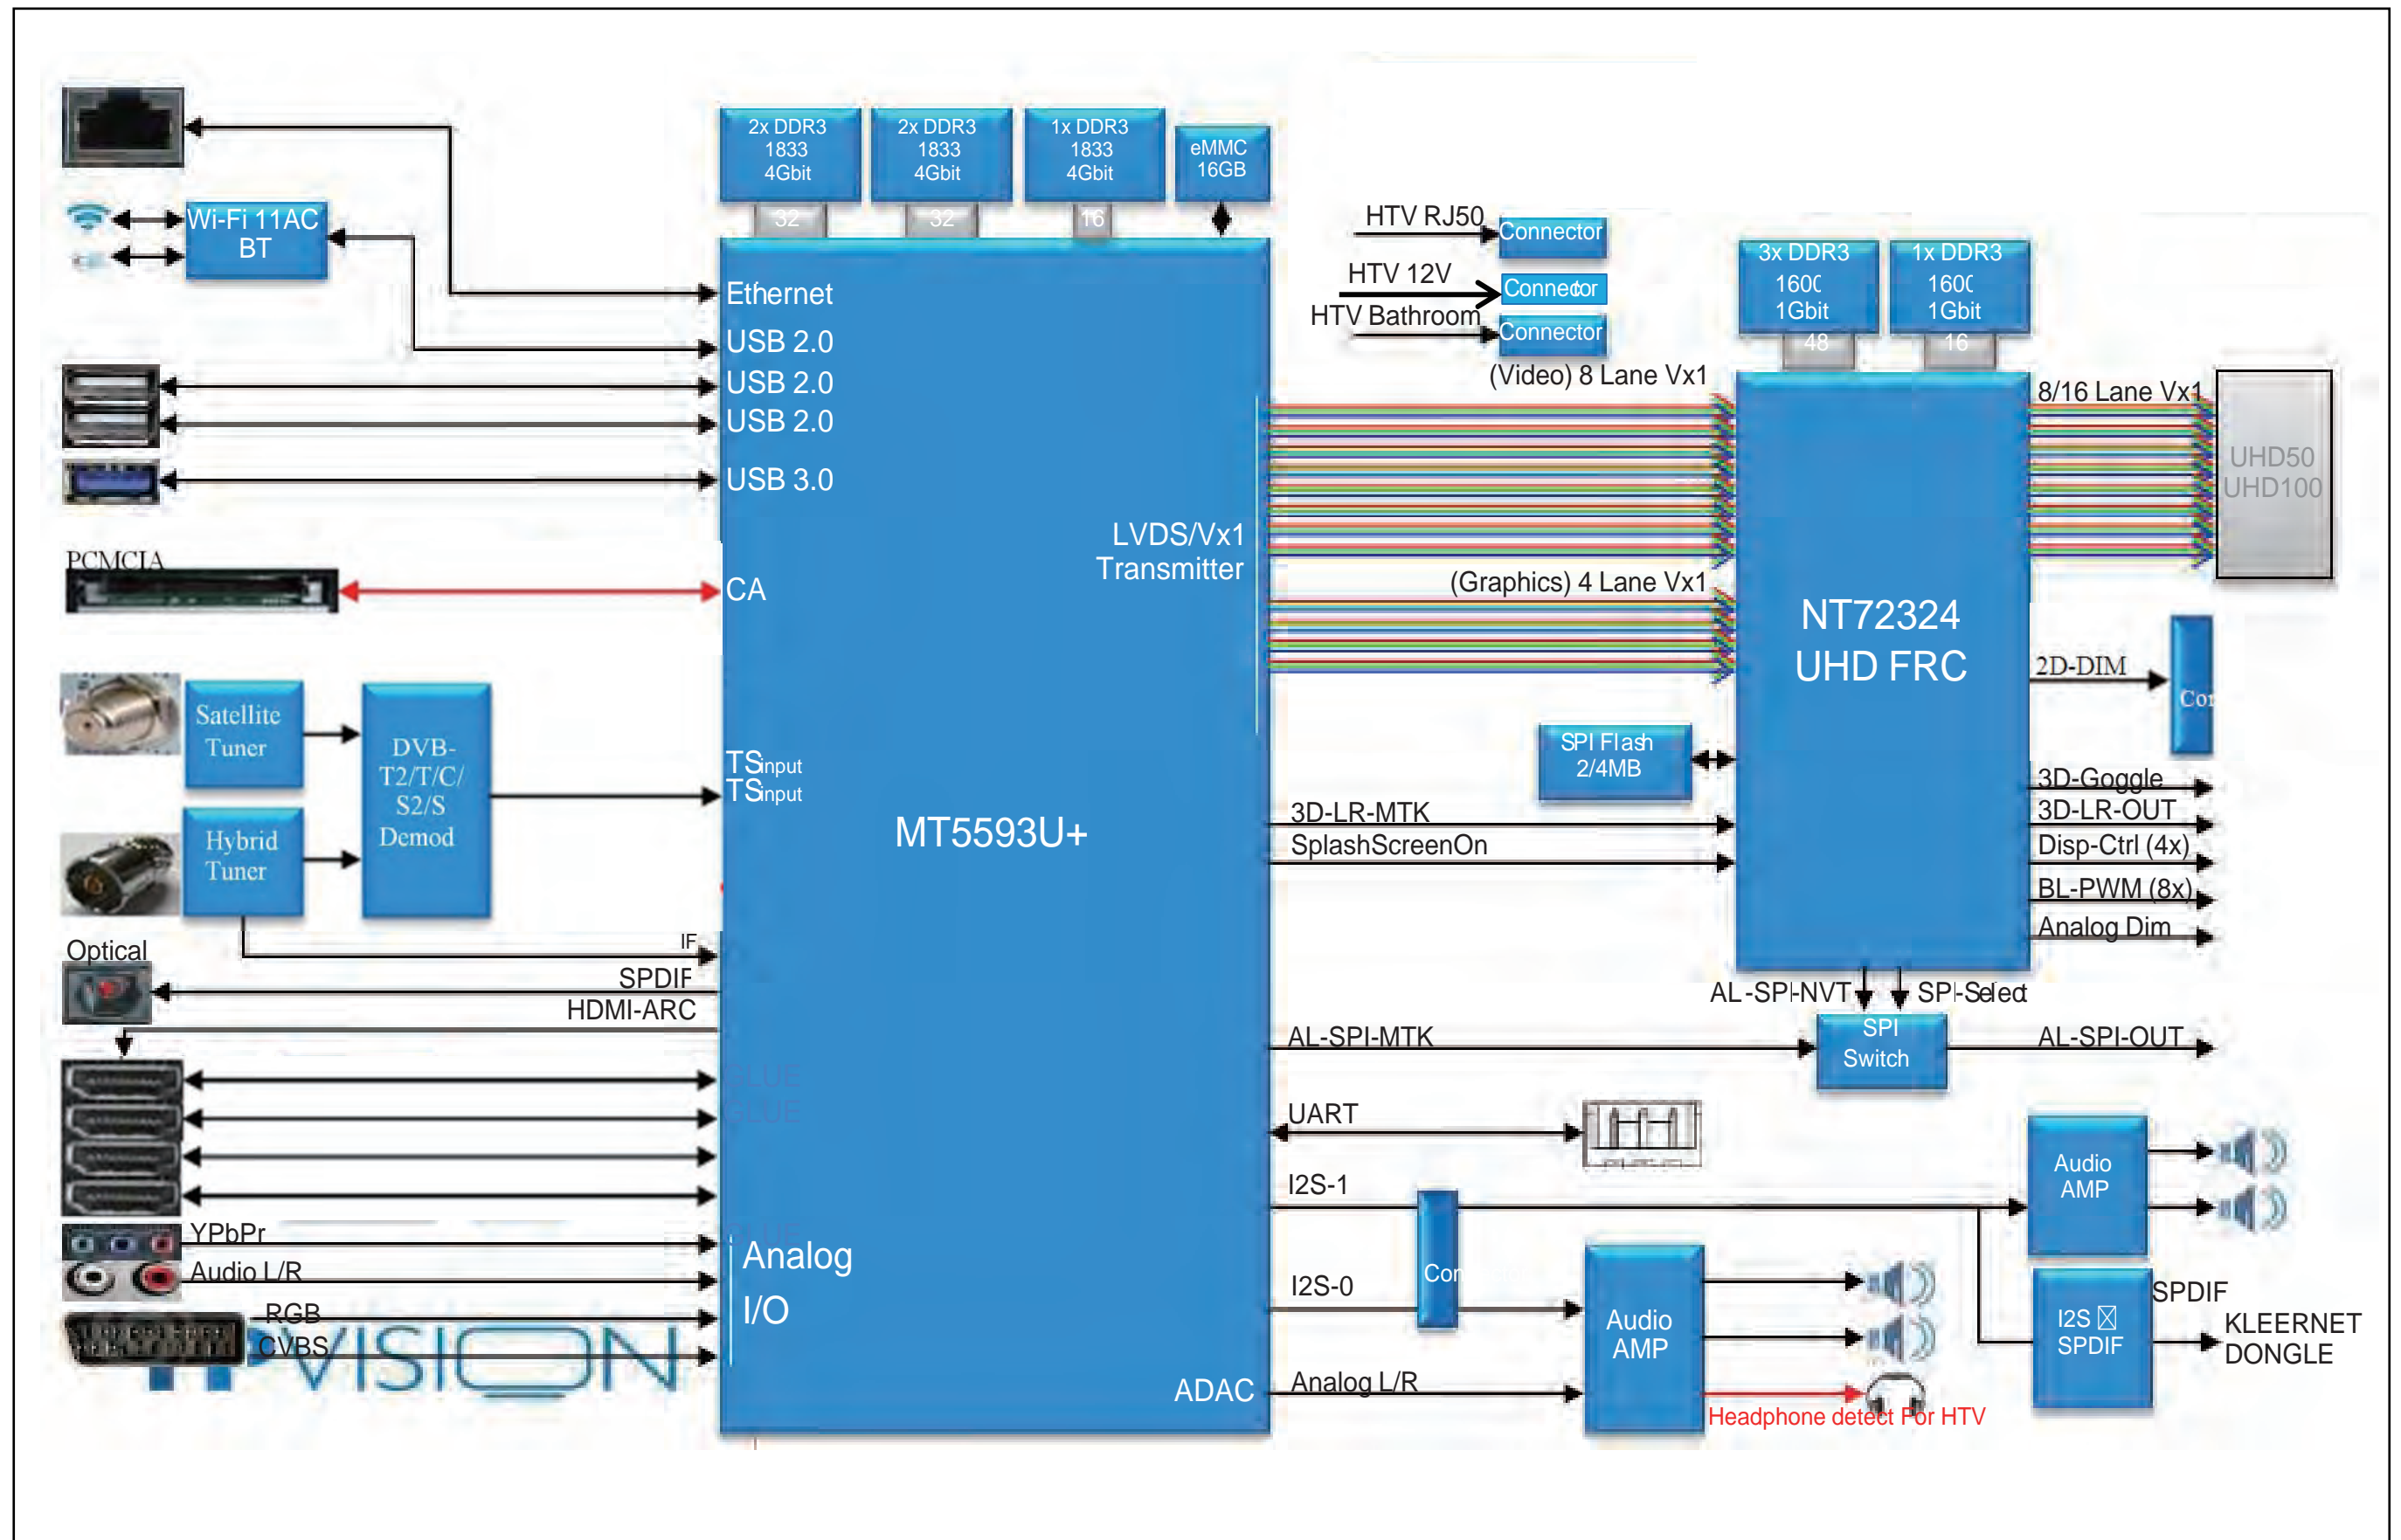 2x DDR3
1833
4Gbit
2x DDR3
1833
4Gbit
1x DDR3
1833
4Gbit
eMMC
16GB
32
32
16
Wi-Fi 11AC
BT
Ethernet
USB 2.0
USB 2.0
USB 2.0
USB 3.0
PCMCIA
CA
Satellite
Tuner
Hybrid
Tuner
DVB-
T2/T/C/
S2/S
Demod
TSinput
TSinput
IF
Optical
SPDIF
HDMI-ARC
GLUE
GLUE
YPbPr
Audio L/R
RGB
CVBS
VISION
Analog
I/O
MT5593U+
LVDS/Vx1
Transmitter
ADAC
HTV RJ50
Connector
HTV 12V
Connector
HTV Bathroom
Connector
3x DDR3
1600
1Gbit
1x DDR3
1600
1Gbit
48
16
(Video) 8 Lane Vx1
(Graphics) 4 Lane Vx1
8/16 Lane Vx1
UHD50
UHD100
NT72324
UHD FRC
2D-DIM
Con
SPI Flash
2/4MB
3D-LR-MTK
SplashScreenOn
3D-Goggle
3D-LR-OUT
Disp-Ctrl (4x)
BL-PWM (8x)
Analog Dim
AL-SPI-NVT
SPI-Select
AL-SPI-MTK
SPI
Switch
AL-SPI-OUT
UART
I2S-1
I2S-0
Con
Analog L/R
Audio
AMP
Audio
AMP
Headphone detect For HTV
I2S ☒
SPDIF
SPDIF
KLEERNET
DONGLE